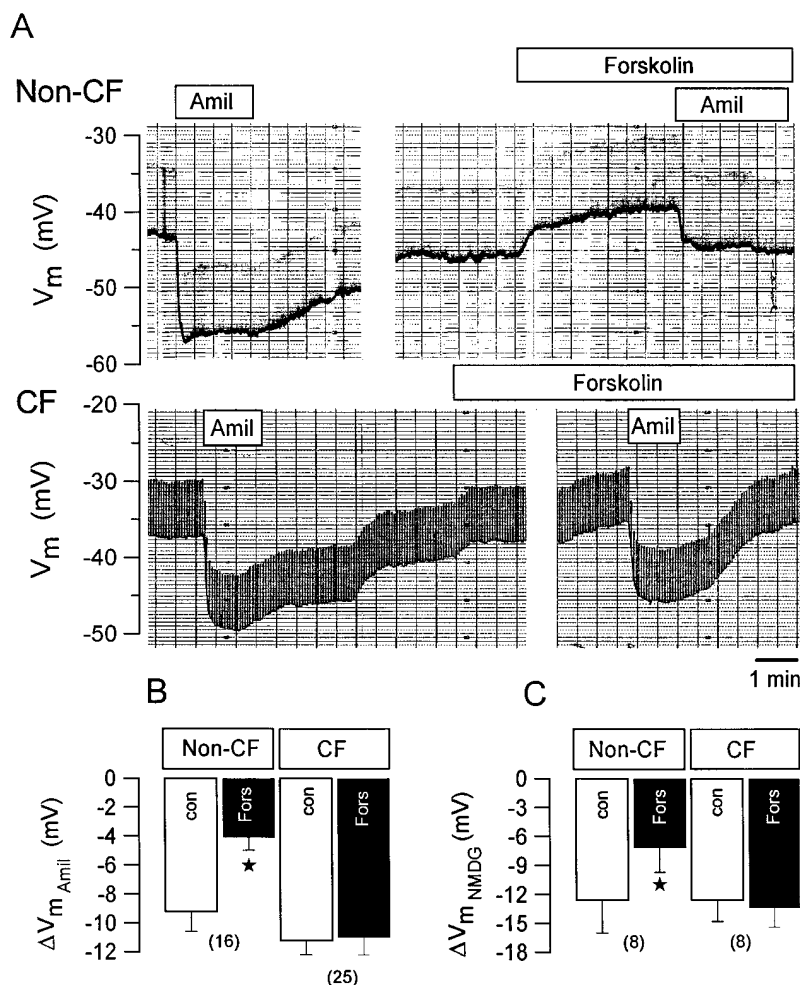 A
Forskolin
Non-CF
Amil
Amil
-30
-40
-50
-60
Vm (mV)
Forskolin
CF
-20
Amil
Amil
-30
-40
-50
Vm (mV)
1 min
B
C
Non-CF
CF
Non-CF
CF
0
-2
-4
-6
-8
-10
-12
ΔVm Amil (mV)
con
Fors
con
Fors
★
(16)
(25)
0
-3
-6
-9
-12
-15
-18
ΔVm NMDG (mV)
con
Fors
con
Fors
★
(8)
(8)